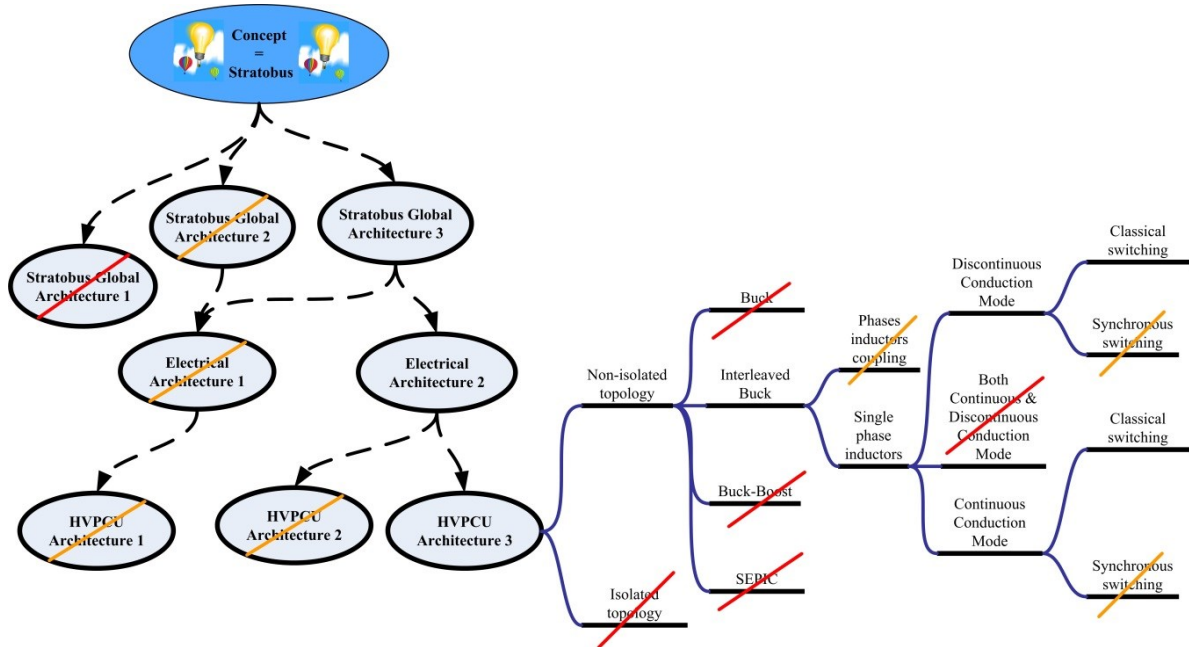 Concept
=
Stratobus
Stratobus Global
Architecture 2
Stratobus Global
Architecture 3
Stratobus Global
Architecture 1
Electrical
Architecture 1
Electrical
Architecture 2
HVPCU
Architecture 1
HVPCU
Architecture 2
HVPCU
Architecture 3
Non-isolated
topology
Isolated
topology
Buck
Interleaved
Buck
Buck-Boost
SEPIC
Phases
inductors
coupling
Single
phase
inductors
Discontinuous
Conduction
Mode
Both
Continuous &
Discontinuous
Conduction
Mode
Continuous
Conduction
Mode
Classical
switching
Synchronous
switching
Classical
switching
Synchronous
switching